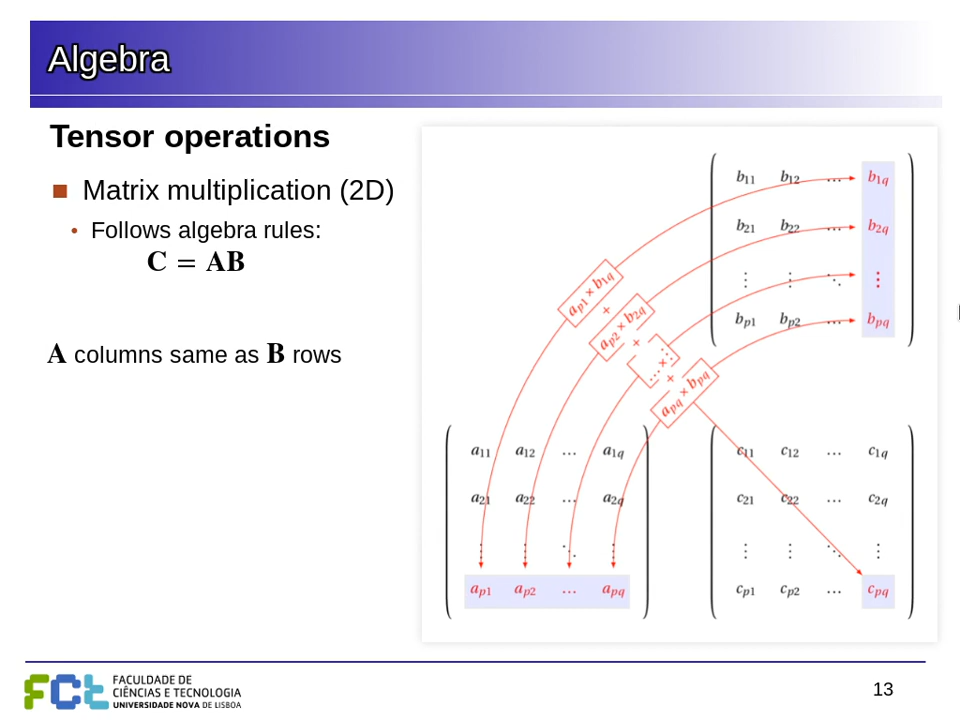 Algebra
Tensor operations
Matrix multiplication (2D)
• Follows algebra rules:
C = AB
A columns same as B rows
b11 b12 … b1q
b21 b22 … b2q
⋮ ⋮ ⋱ ⋮
bp1 bp2 … bpq
ap1 × b1q
+
ap2 × b2q
+
… × …
+
apq × bpq
a11 a12 … a1q
a21 a22 … a2q
⋮ ⋮ ⋱ ⋮
ap1 ap2 … apq
c11 c12 … c1q
c21 c22 … c2q
⋮ ⋮ ⋱ ⋮
cp1 cp2 … cpq
FCt
FACULDADE DE
CIÊNCIAS E TECNOLOGIA
UNIVERSIDADE NOVA DE LISBOA
13